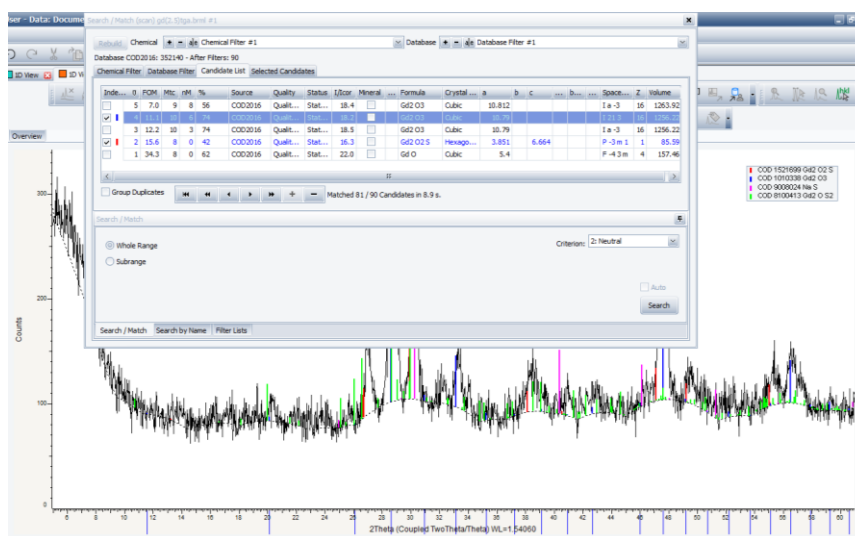 Jser - Data: Docume
Search / Match (scan) gd(2.5)tga.brml #1
Rebuild Chemical + - a|e Chemical Filter #1 Database + - a|e Database Filter #1
Database COD2016: 352140 - After Filters: 90
Chemical Filter Database Filter Candidate List Selected Candidates
1D View 1D Vi
Inde... FOM Mtc nM % Source Quality Status I/Icor Mineral ... Formula Crystal ... a b c ... b... ... Space... Z Volume
5 7.0 9 8 56 COD2016 Qualit... Stat... 18.4 Gd2 O3 Cubic 10.812 I a -3 16 1263.92
4 11.1 10 6 74 COD2016 Qualit... Stat... 18.2 Gd2 O3 Cubic 10.79 I 21 3 16 1256.22
3 12.2 10 3 74 COD2016 Qualit... Stat... 18.5 Gd2 O3 Cubic 10.79 I a -3 16 1256.22
2 15.6 8 0 42 COD2016 Qualit... Stat... 16.3 Gd2 O2 S Hexago... 3.851 6.664 P -3 m 1 1 85.59
1 34.3 8 0 62 COD2016 Qualit... Stat... 22.0 Gd O Cubic 5.4 F -4 3 m 4 157.46
Group Duplicates + - Matched 81 / 90 Candidates in 8.9 s.
Overview
COD 1521699 Gd2 O2 S
COD 1010338 Gd2 O3
COD 9008024 Na S
COD 8100413 Gd2 O S2
Search / Match
Whole Range
Criterion: 2: Neutral
Subrange
Auto
Search
Search / Match Search by Name Filter Lists
Counts
300
200
100
0
6 8 10 12 14 16 18 20 22 24 26 28 30 32 34 36 38 40 42 44 46 48 50 52 54 56 58 60
2Theta (Coupled TwoTheta/Theta) WL=1.54060